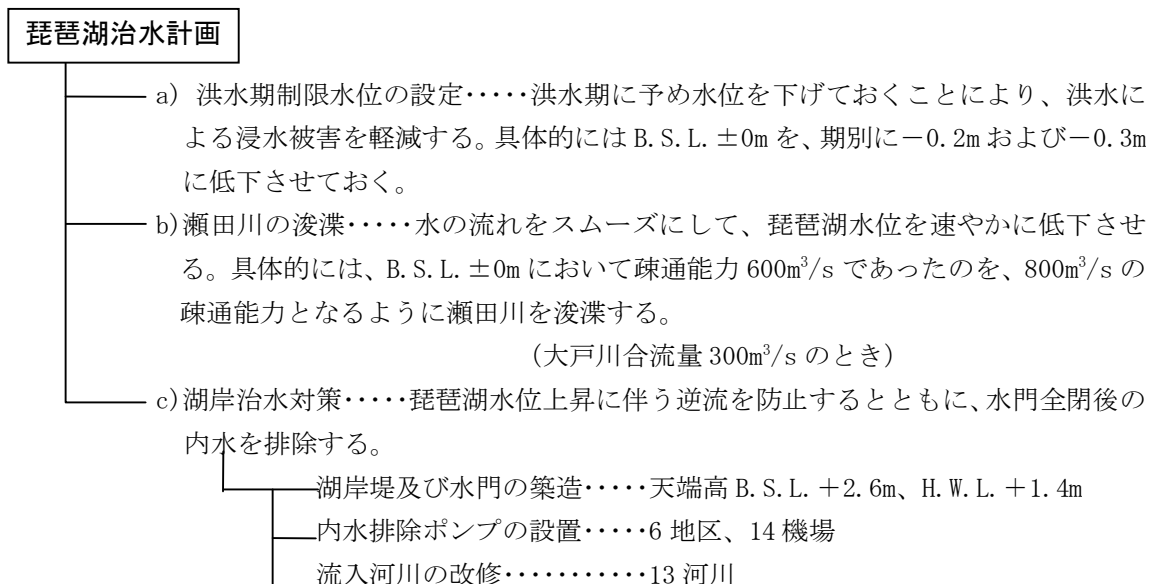 琵琶湖治水計画
a) 洪水期制限水位の設定・・・・・洪水期に予め水位を下げておくことにより、洪水に
よる浸水被害を軽減する。具体的にはB.S.L.±0mを、期別に－0.2mおよび－0.3m
に低下させておく。
b)瀬田川の浚渫・・・・・水の流れをスムーズにして、琵琶湖水位を速やかに低下させ
る。具体的には、B.S.L.±0mにおいて疎通能力600m³/sであったのを、800m³/sの
疎通能力となるように瀬田川を浚渫する。
（大戸川合流量300m³/sのとき）
c)湖岸治水対策・・・・・琵琶湖水位上昇に伴う逆流を防止するとともに、水門全閉後の
内水を排除する。
湖岸堤及び水門の築造・・・・・天端高B.S.L.＋2.6m、H.W.L.＋1.4m
内水排除ポンプの設置・・・・・6地区、14機場
流入河川の改修・・・・・・・・・・・13河川